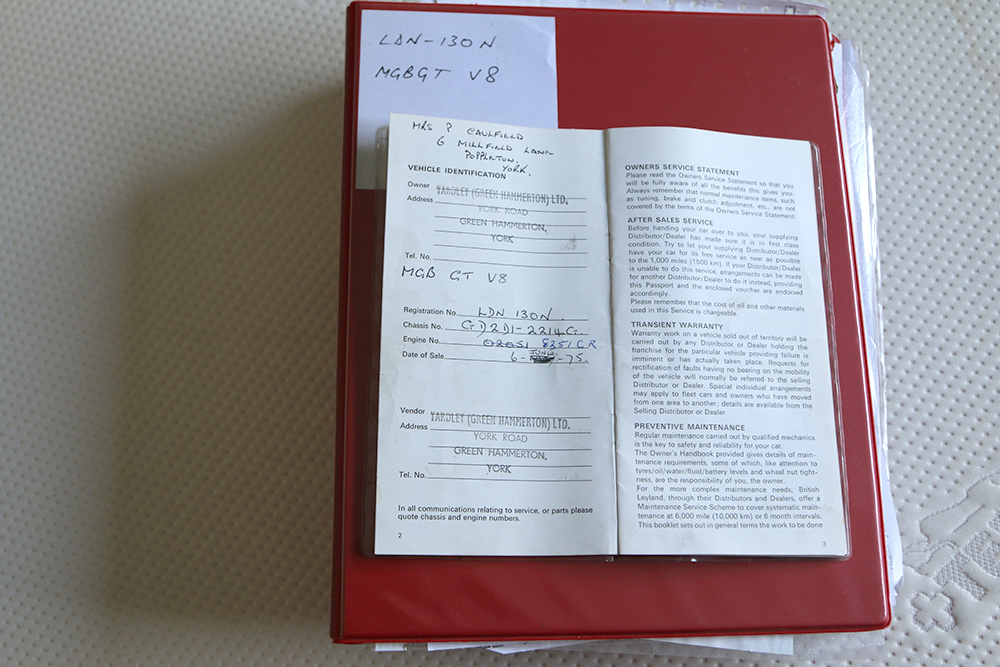 LDN-130N
MGBGT V8
MRS P CAULFIELD
6 MILLFIELD LANE
POPPLETON,
YORK.
VEHICLE IDENTIFICATION
Owner YARDLEY (GREEN HAMMERTON) LTD.
Address
YORK ROAD
GREEN HAMMERTON,
YORK
Tel. No.
MGB GT V8
Registration No. LDN 130N.
Chassis No. GD2D1-2214G.
Engine No. 02051 8251CR
JUNE
Date of Sale 6- -75.
Vendor YARDLEY (GREEN HAMMERTON) LTD.
Address
YORK ROAD
GREEN HAMMERTON,
YORK
Tel. No.
In all communications relating to service, or parts please
quote chassis and engine numbers.
2
OWNERS SERVICE STATEMENT
Please read the Owners Service Statement so that you
will be fully aware of all the benefits this gives you.
Always remember that normal maintenance items, such
as tuning, brake and clutch adjustment, etc., are not
covered by the terms of the Owners Service Statement.
AFTER SALES SERVICE
Before handing your car over to you, your supplying
Distributor/Dealer has made sure it is in first class
condition. Try to let your supplying Distributor/Dealer
have your car for its free service as near as possible
to the 1,000 miles (1500 km). If your Distributor/Dealer
is unable to do this service, arrangements can be made
for another Distributor/Dealer to do it instead, providing
this Passport and the enclosed voucher are endorsed
accordingly.
Please remember that the cost of oil and other materials
used in this Service is chargeable.
TRANSIENT WARRANTY
Warranty work on a vehicle sold out of territory will be
carried out by any Distributor or Dealer holding the
franchise for the particular vehicle providing failure is
imminent or has actually taken place. Requests for
rectification of faults having no bearing on the mobility
of the vehicle will normally be referred to the selling
Distributor or Dealer. Special individual arrangements
may apply to fleet cars and owners who have moved
from one area to another; details are available from the
Selling Distributor or Dealer.
PREVENTIVE MAINTENANCE
Regular maintenance carried out by qualified mechanics
is the key to safety and reliability for your car.
The Owner's Handbook provided gives details of main-
tenance requirements, some of which, like attention to
tyres/oil/water/fluid/battery levels and wheel nut tight-
ness, are the responsibility of you, the owner.
For the more complex maintenance needs, British
Leyland, through their Distributors and Dealers, offer a
Maintenance Service Scheme to cover systematic main-
tenance at 6,000 mile (10,000 km) or 6 month intervals.
This booklet sets out in general terms the work to be done
3